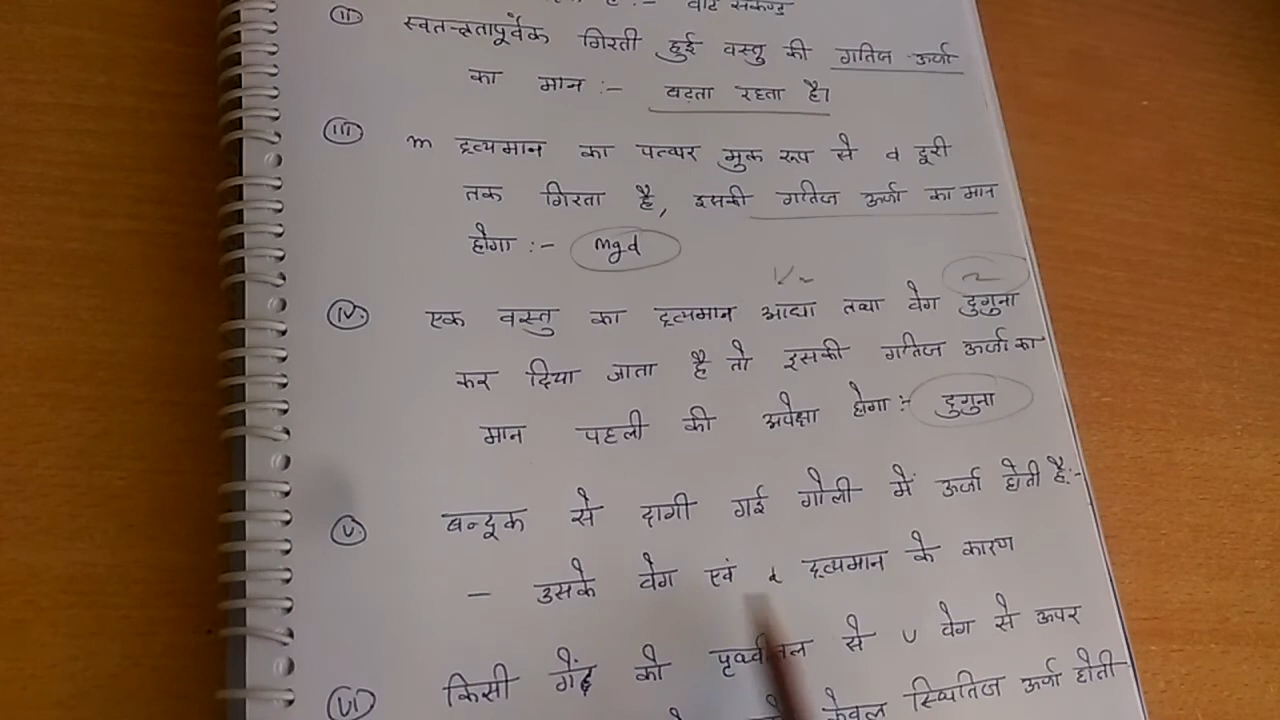 :- वाट सेकण्ड
(II) स्वतन्त्रतापूर्वक गिरती हुई वस्तु की गतिज ऊर्जा
का मान :- बढ़ता रहता है।
(III) m द्रव्यमान का पत्थर मुक्त रूप से d दूरी
तक गिरता है, इसकी गतिज ऊर्जा का मान
होगा :- mgd
(IV) एक वस्तु का द्रव्यमान आधा तथा वेग दुगुना
कर दिया जाता है तो इसकी गतिज ऊर्जा का
मान पहली की अपेक्षा होगा :- दुगुना
(V) बन्दूक से दागी गई गोली में ऊर्जा होती है:-
- उसके वेग एवं द्रव्यमान के कारण
(VI) किसी गेंद को पृथ्वीतल से u वेग से ऊपर
केवल स्थितिज ऊर्जा होती